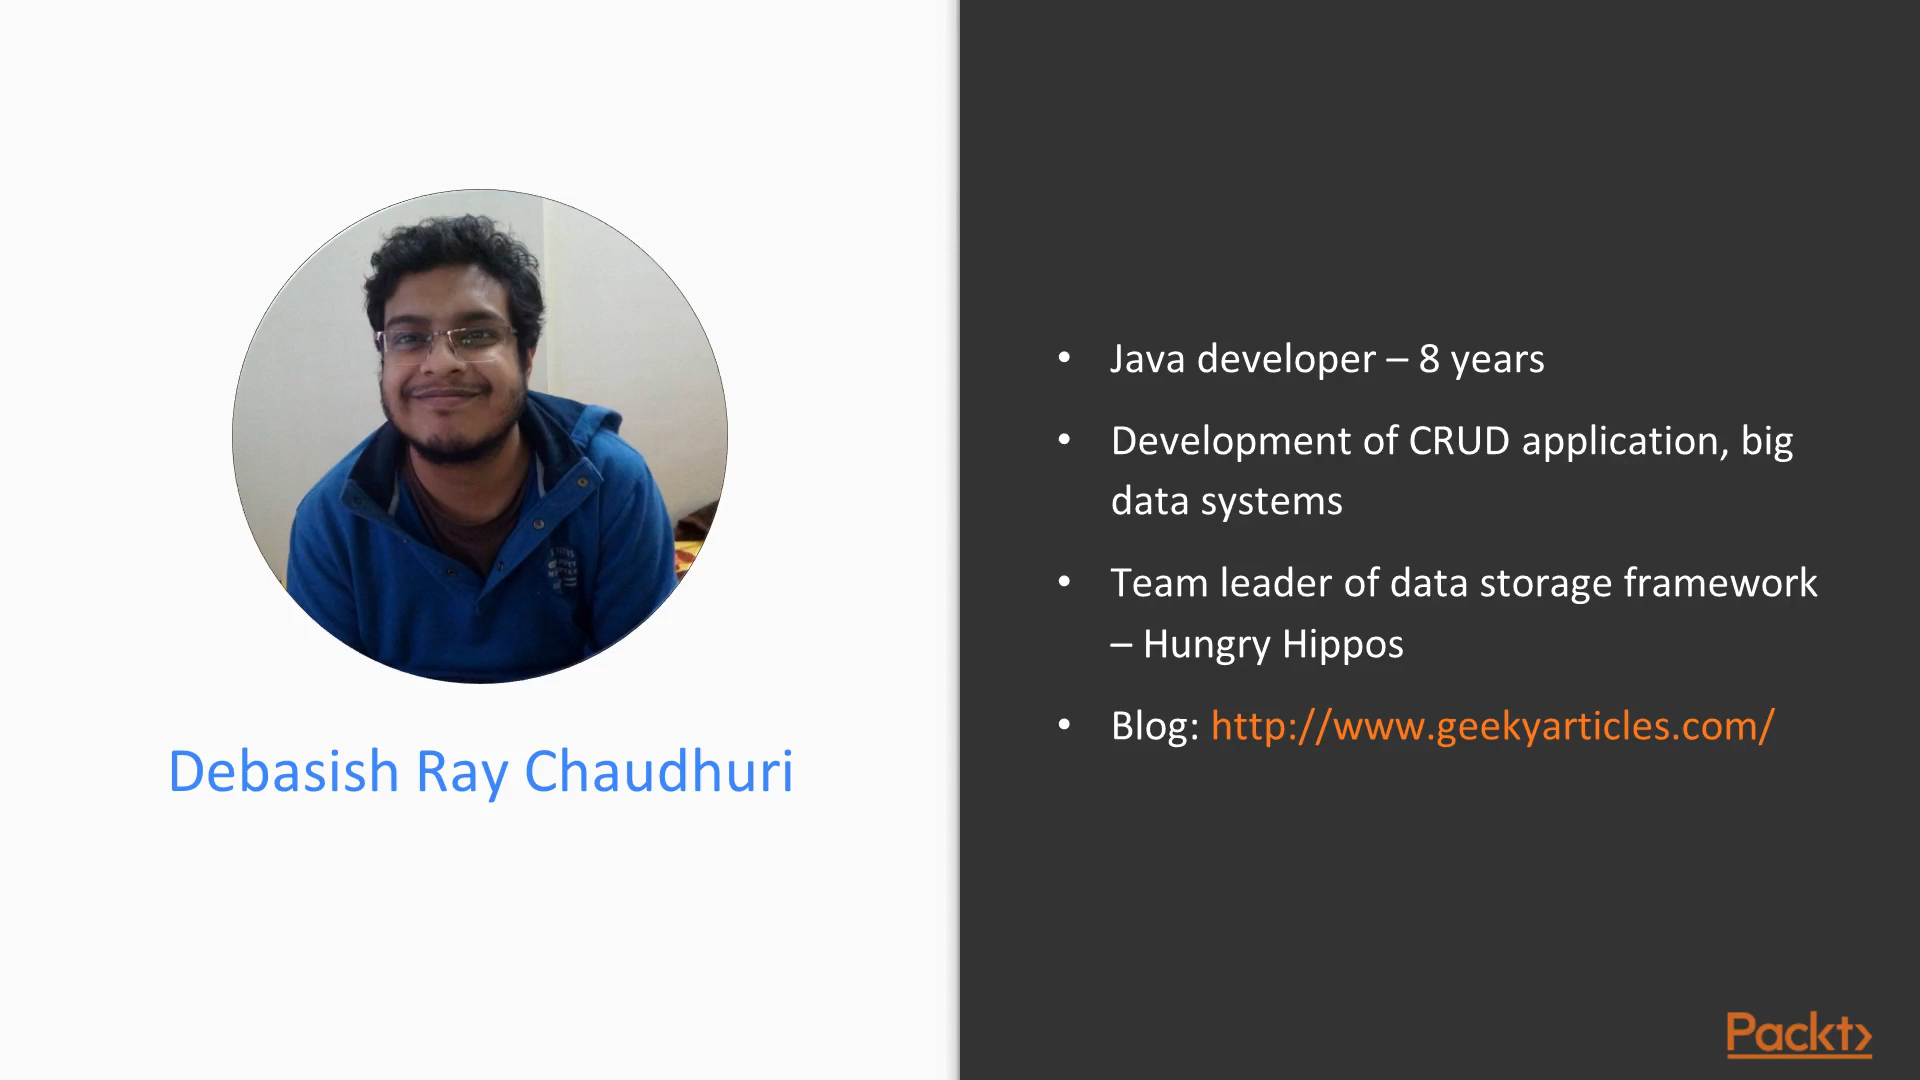 Debasish Ray Chaudhuri
• Java developer – 8 years
• Development of CRUD application, big
data systems
• Team leader of data storage framework
– Hungry Hippos
• Blog: http://www.geekyarticles.com/
Packt>